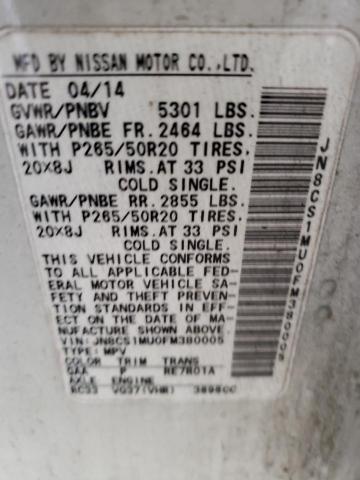 MFD BY NISSAN MOTOR CO.,LTD.
DATE 04/14
GVWR/PNBV 5301 LBS.
GAWR/PNBE FR. 2464 LBS.
WITH P265/50R20 TIRES.
20X8J RIMS.AT 33 PSI
COLD SINGLE.
GAWR/PNBE RR. 2855 LBS.
WITH P265/50R20 TIRES.
20X8J RIMS.AT 33 PSI
COLD SINGLE.
THIS VEHICLE CONFORMS
TO ALL APPLICABLE FED-
ERAL MOTOR VEHICLE SA-
FETY AND THEFT PREVEN-
TION STANDARDS IN EFF-
ECT ON THE DATE OF MA-
NUFACTURE SHOWN ABOVE.
VIN: JN8CS1MU0FM380005
TYPE: MPV
COLOR TRIM TRANS
QAA P RE7R01A
AXLE ENGINE
RC33 VQ37(VHR) 3696CC
JN8CS1MU0FM380005